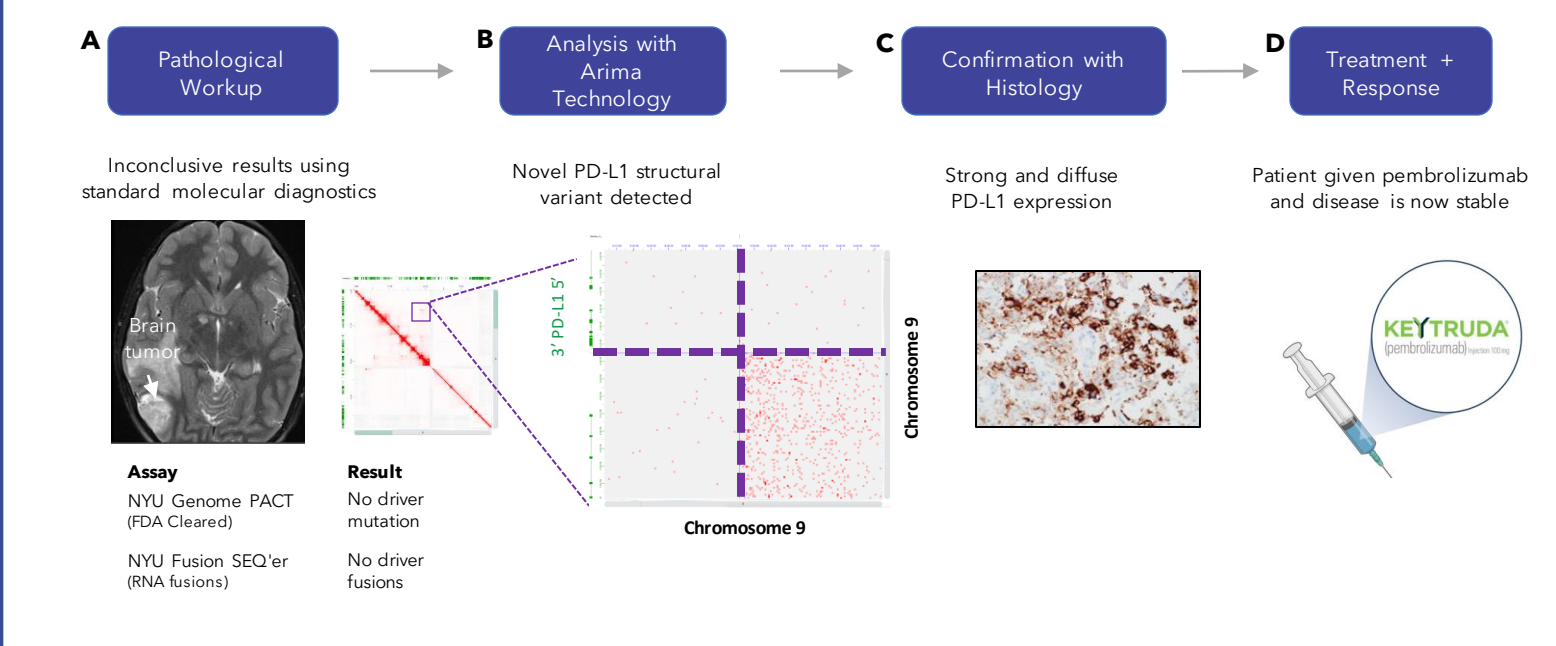 A
Pathological
Workup
B
Analysis with
Arima
Technology
C
Confirmation with
Histology
D
Treatment +
Response
Inconclusive results using
standard molecular diagnostics
Novel PD-L1 structural
variant detected
Strong and diffuse
PD-L1 expression
Patient given pembrolizumab
and disease is now stable
Brain
tumor
3’ PD-L1 5’
Chromosome 9
Chromosome 9
KEYTRUDA
(pembrolizumab) Injection 100 mg
Assay
Result
NYU Genome PACT
(FDA Cleared)
No driver
mutation
NYU Fusion SEQ'er
(RNA fusions)
No driver
fusions